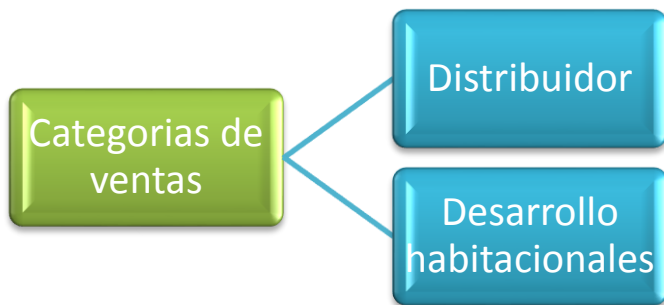 Categorias de
ventas
Distribuidor
Desarrollo
habitacionales